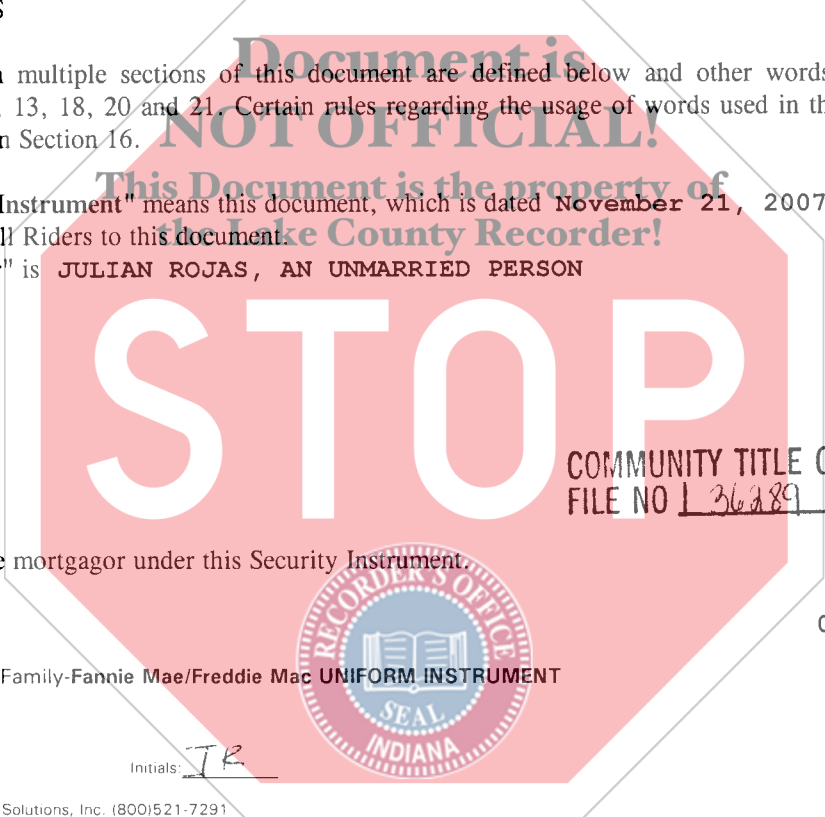 S
Document is
multiple sections of this document are defined below and other words
, 13, 18, 20 and 21. Certain rules regarding the usage of words used in th
n Section 16.
NOT OFFICIAL!
This Document is the property of
Instrument" means this document, which is dated November 21, 2007
the Lake County Recorder!
ll Riders to this document.
" is JULIAN ROJAS, AN UNMARRIED PERSON
STOP
COMMUNITY TITLE C
FILE NO L 36289
e mortgagor under this Security Instrument.
RECORDER'S OFFICE
SEAL
INDIANA
Family-Fannie Mae/Freddie Mac UNIFORM INSTRUMENT
Initials: JR
Solutions, Inc. (800)521-7291